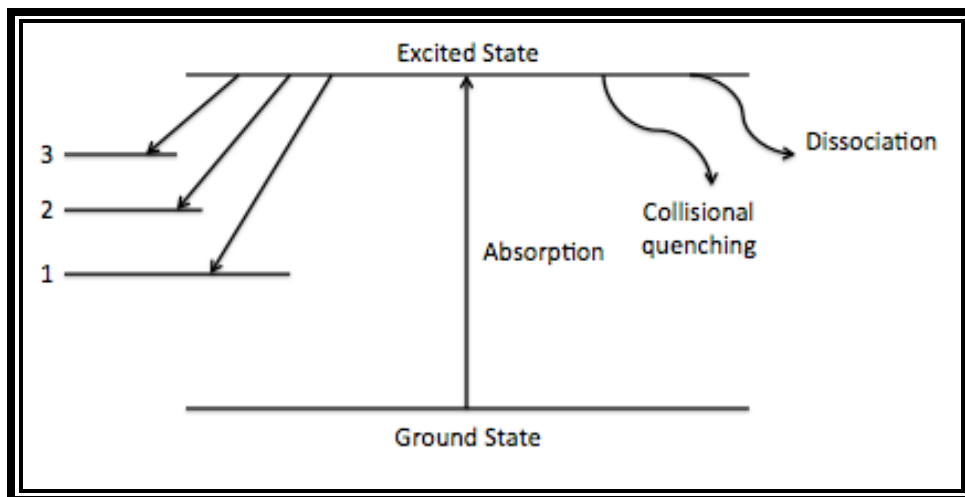 Excited State
3
2
1
Absorption
Dissociation
Collisional
quenching
Ground State